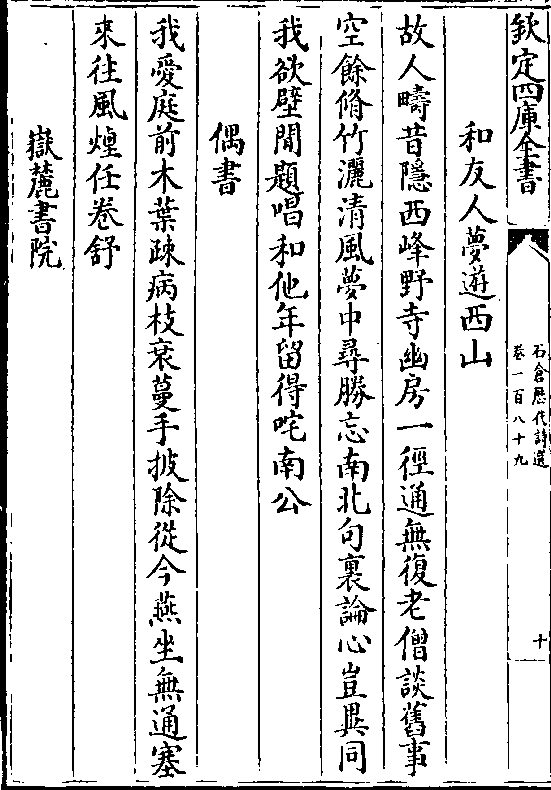 欽定四庫全書
石倉歷代詩選
卷一百八十九
十
和友人夢遊西山
故人疇昔隱西峰野寺幽房一徑通無復老僧談舊事
空餘脩竹灑清風夢中尋勝忘南北句裏論心豈異同
我欲壁間題唱和他年留得咤南公
偶書
我愛庭前木葉疎病枝衰蔓手披除從今燕坐無通塞
來往風煙任卷舒
嶽麓書院